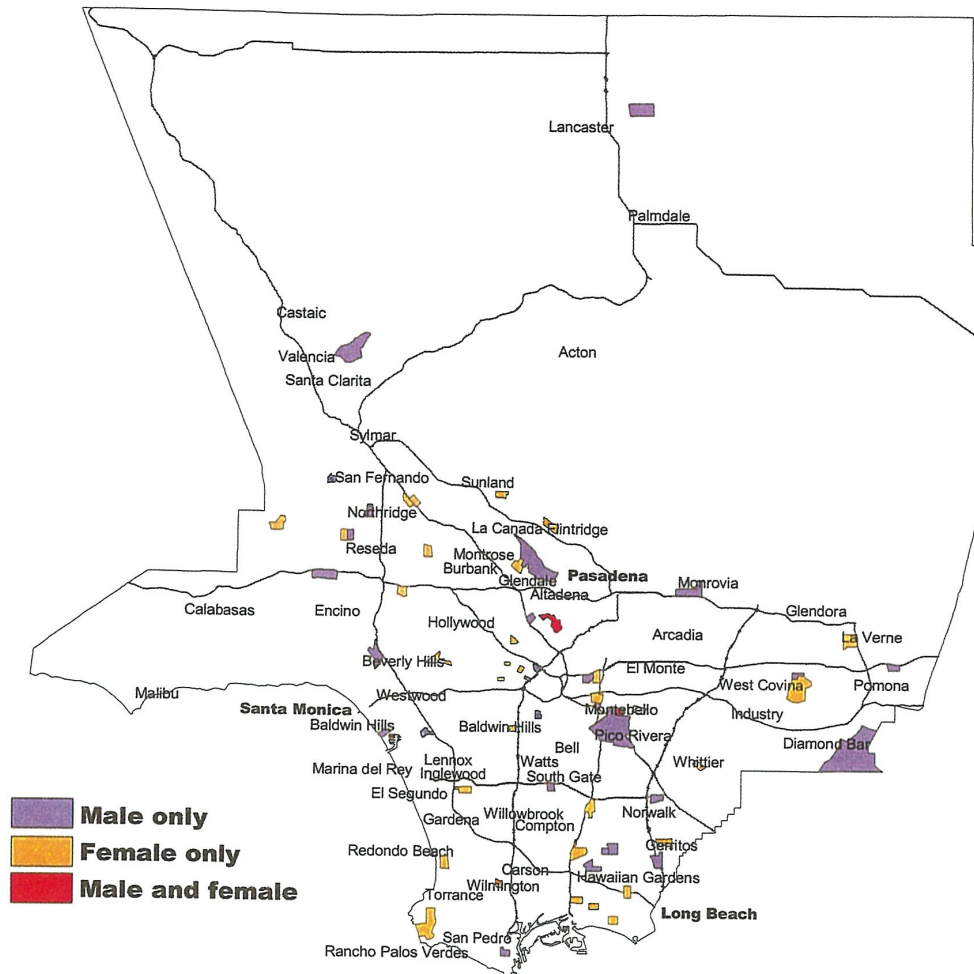 Lancaster
Palmdale
Castaic
Valencia
Acton
Santa Clarita
Sylmar
San Fernando
Sunland
Northridge
La Canada Flintridge
Reseda
Montrose
Burbank
Glendale
Pasadena
Altadena
Monrovia
Calabasas
Encino
Hollywood
Glendora
Arcadia
La Verne
Beverly Hills
El Monte
Malibu
Westwood
West Covina
Pomona
Santa Monica
Montebello
Industry
Baldwin Hills
Baldwin Hills
Pico Rivera
Diamond Bar
Bell
Marina del Rey
Lennox
Watts
Whittier
Inglewood
South Gate
El Segundo
Male only
Gardena
Willowbrook
Norwalk
Compton
Female only
Redondo Beach
Cerritos
Carson
Hawaiian Gardens
Male and female
Wilmington
Torrance
Long Beach
San Pedro
Rancho Palos Verdes